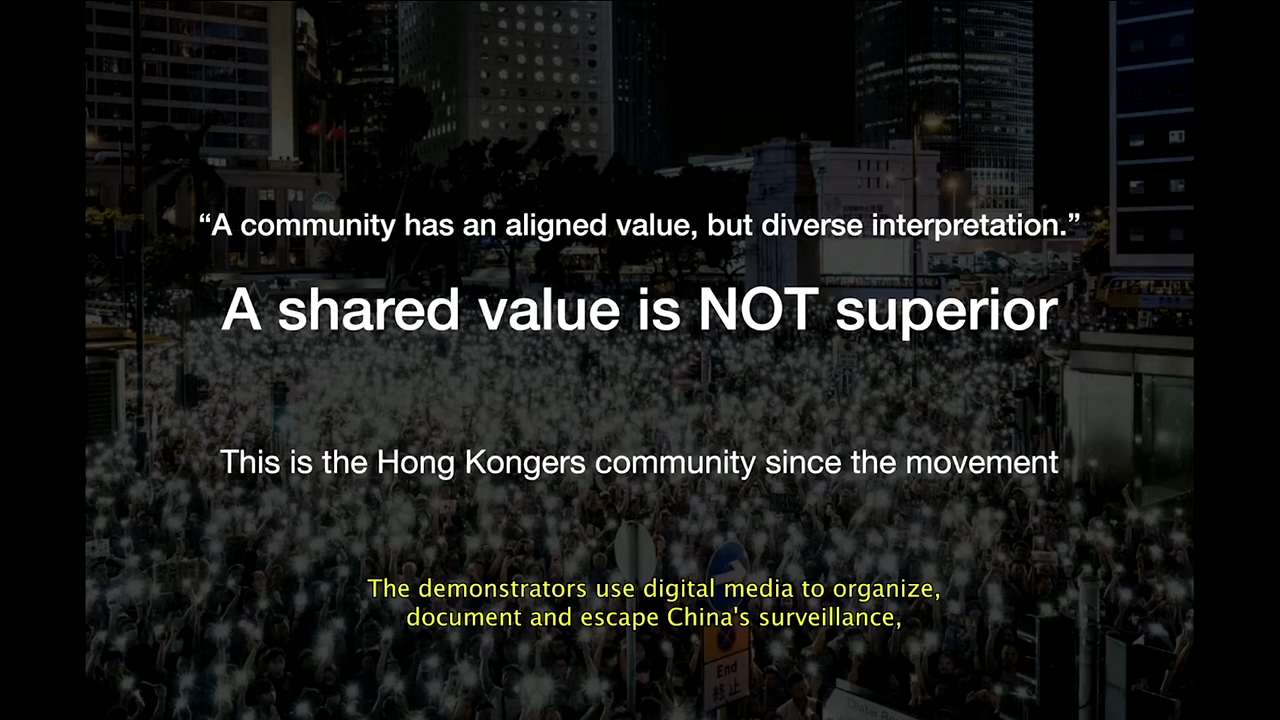 “A community has an aligned value, but diverse interpretation.”
A shared value is NOT superior
This is the Hong Kongers community since the movement
The demonstrators use digital media to organize,
document and escape China's surveillance,
End
終止